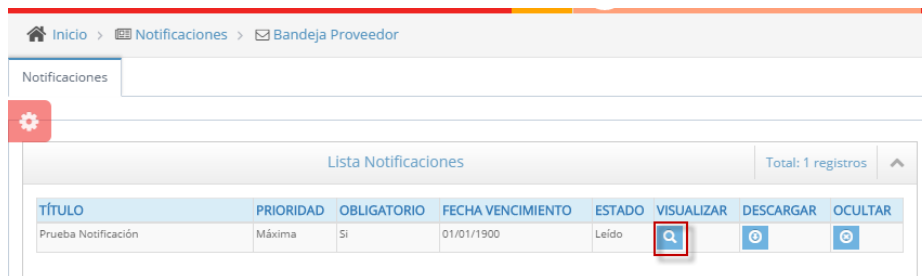 Inicio > Notificaciones > Bandeja Proveedor
Notificaciones
Lista Notificaciones Total: 1 registros
TÍTULO PRIORIDAD OBLIGATORIO FECHA VENCIMIENTO ESTADO VISUALIZAR DESCARGAR OCULTAR
Prueba Notificación Máxima Si 01/01/1900 Leído